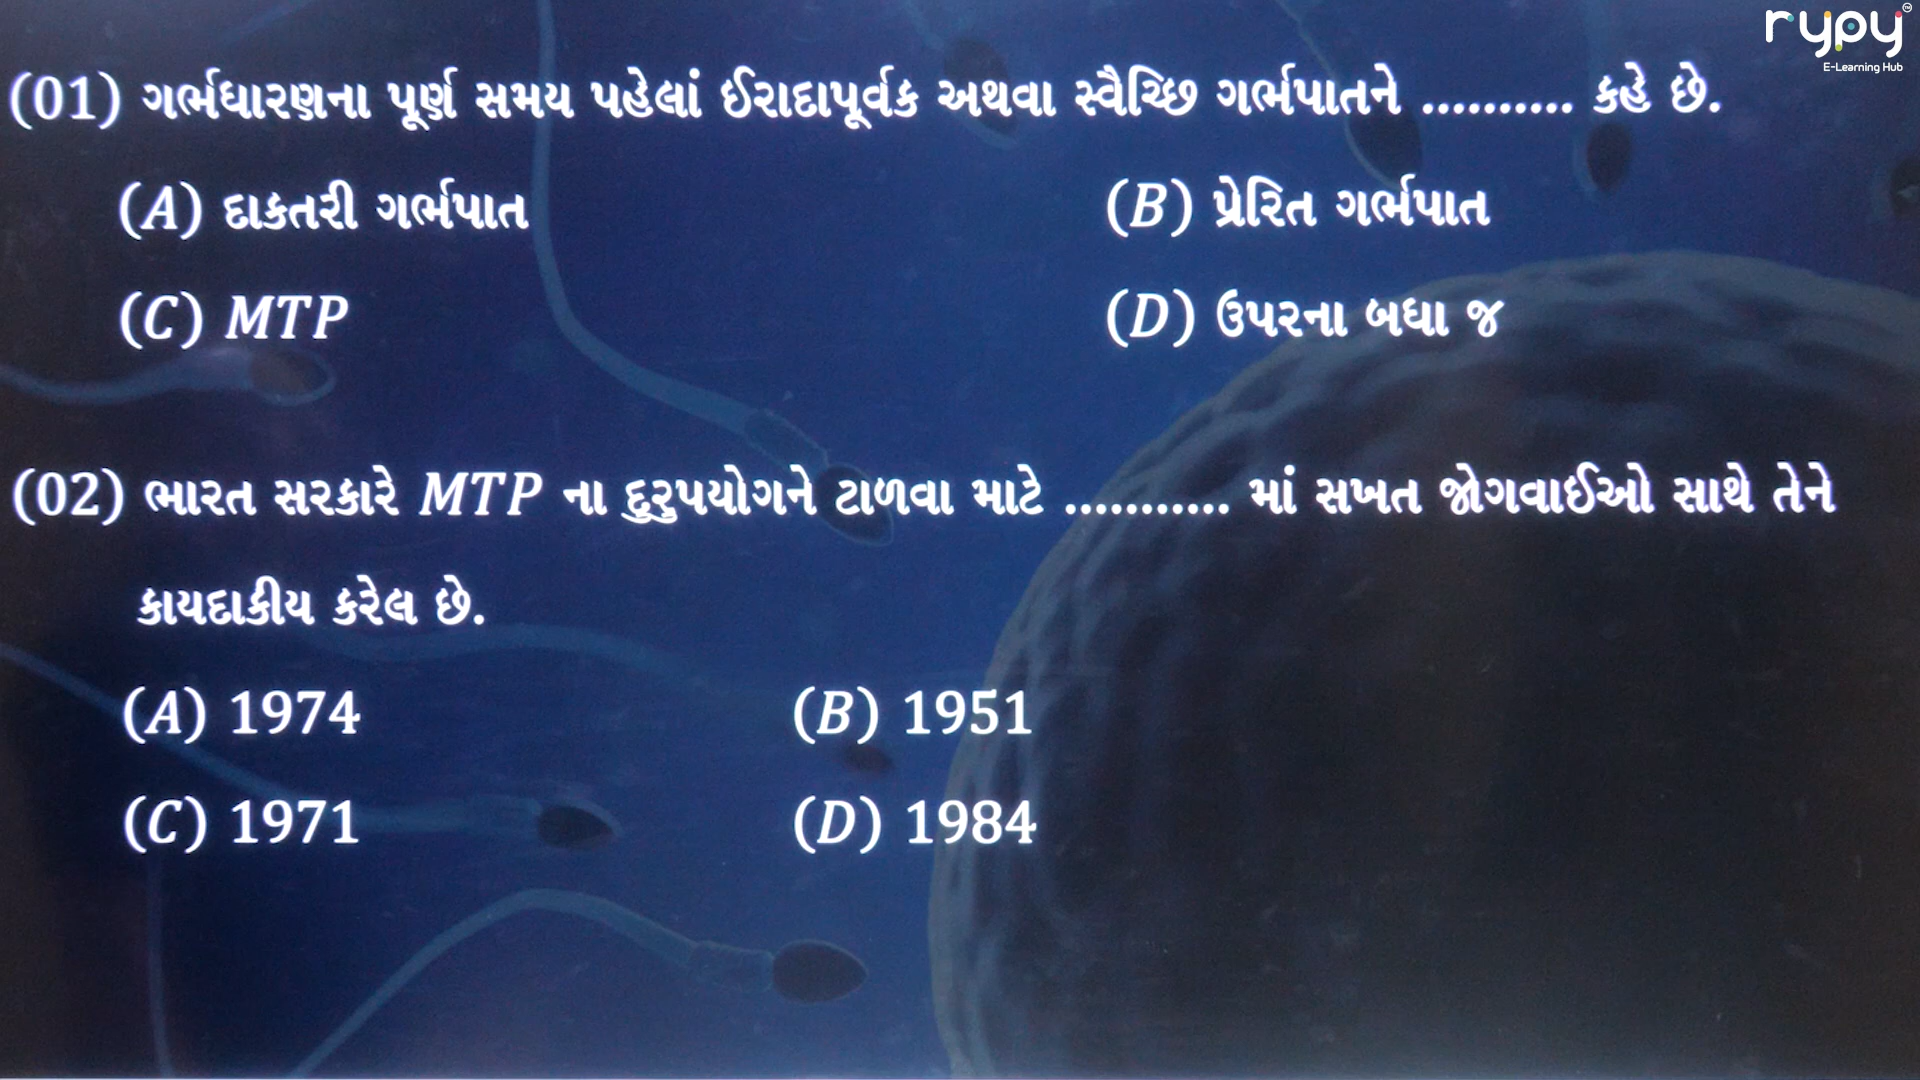 rypy™
E-Learning Hub
(01) ગર્ભધારણના પૂર્ણ સમય પહેલાં ઈરાદાપૂર્વક અથવા સ્વૈચ્છિ ગર્ભપાતને .......... કહે છે.
(A) દાકતરી ગર્ભપાત (B) પ્રેરિત ગર્ભપાત
(C) MTP (D) ઉપરના બધા જ
(02) ભારત સરકારે MTP ના દુરુપયોગને ટાળવા માટે ........... માં સખત જોગવાઈઓ સાથે તેને
કાયદાકીય કરેલ છે.
(A) 1974 (B) 1951
(C) 1971 (D) 1984